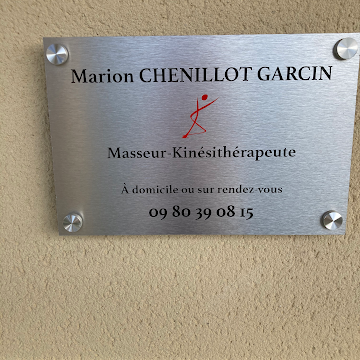 Marion CHENILLOT GARCIN
Masseur-Kinésithérapeute
À domicile ou sur rendez-vous
09 80 39 08 15